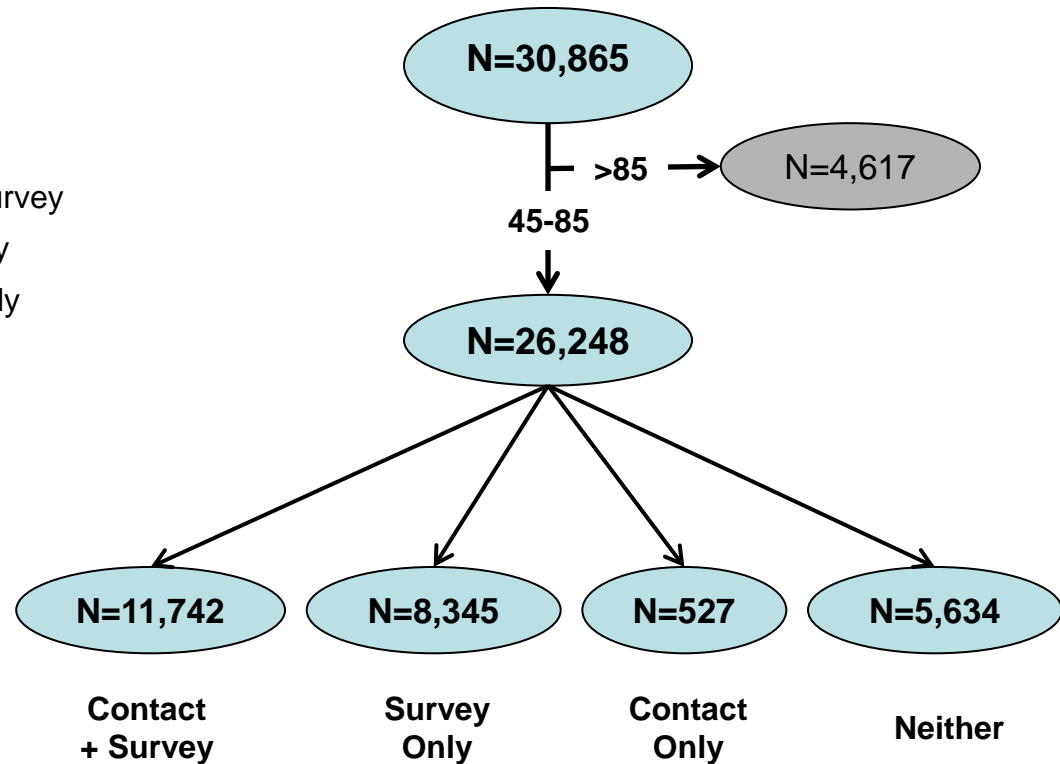 N=30,865
>85
N=4,617
45-85
N=26,248
N=11,742
N=8,345
N=527
N=5,634
Contact
+ Survey
Survey
Only
Contact
Only
Neither